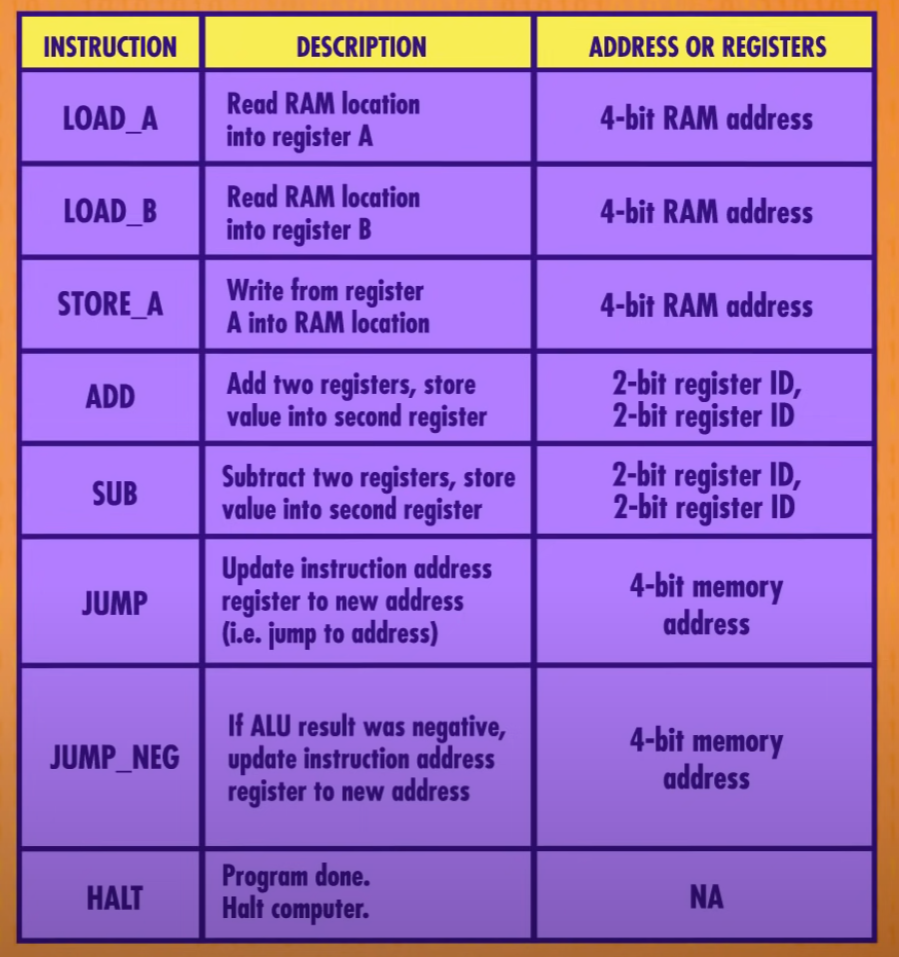 INSTRUCTION DESCRIPTION ADDRESS OR REGISTERS
LOAD_A
Read RAM location
into register A
4-bit RAM address
LOAD_B
Read RAM location
into register B
4-bit RAM address
STORE_A
Write from register
A into RAM location
4-bit RAM address
ADD
Add two registers, store
value into second register
2-bit register ID,
2-bit register ID
SUB
Subtract two registers, store
value into second register
2-bit register ID,
2-bit register ID
JUMP
Update instruction address
register to new address
(i.e. jump to address)
4-bit memory
address
JUMP_NEG
If ALU result was negative,
update instruction address
register to new address
4-bit memory
address
HALT
Program done.
Halt computer.
NA